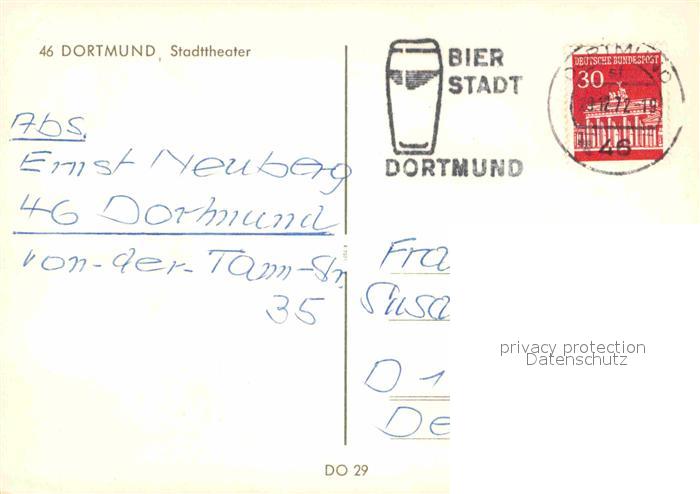 46 DORTMUND, Stadttheater
BIER
STADT
DORTMUND
DORTMUND
DEUTSCHE BUNDESPOST
30
46
Abs.
Ernst Neuberg
46 Dortmund
von-der-Tann-Str.
35
Fra
Susa
D 1
De
privacy protection
Datenschutz
DO 29